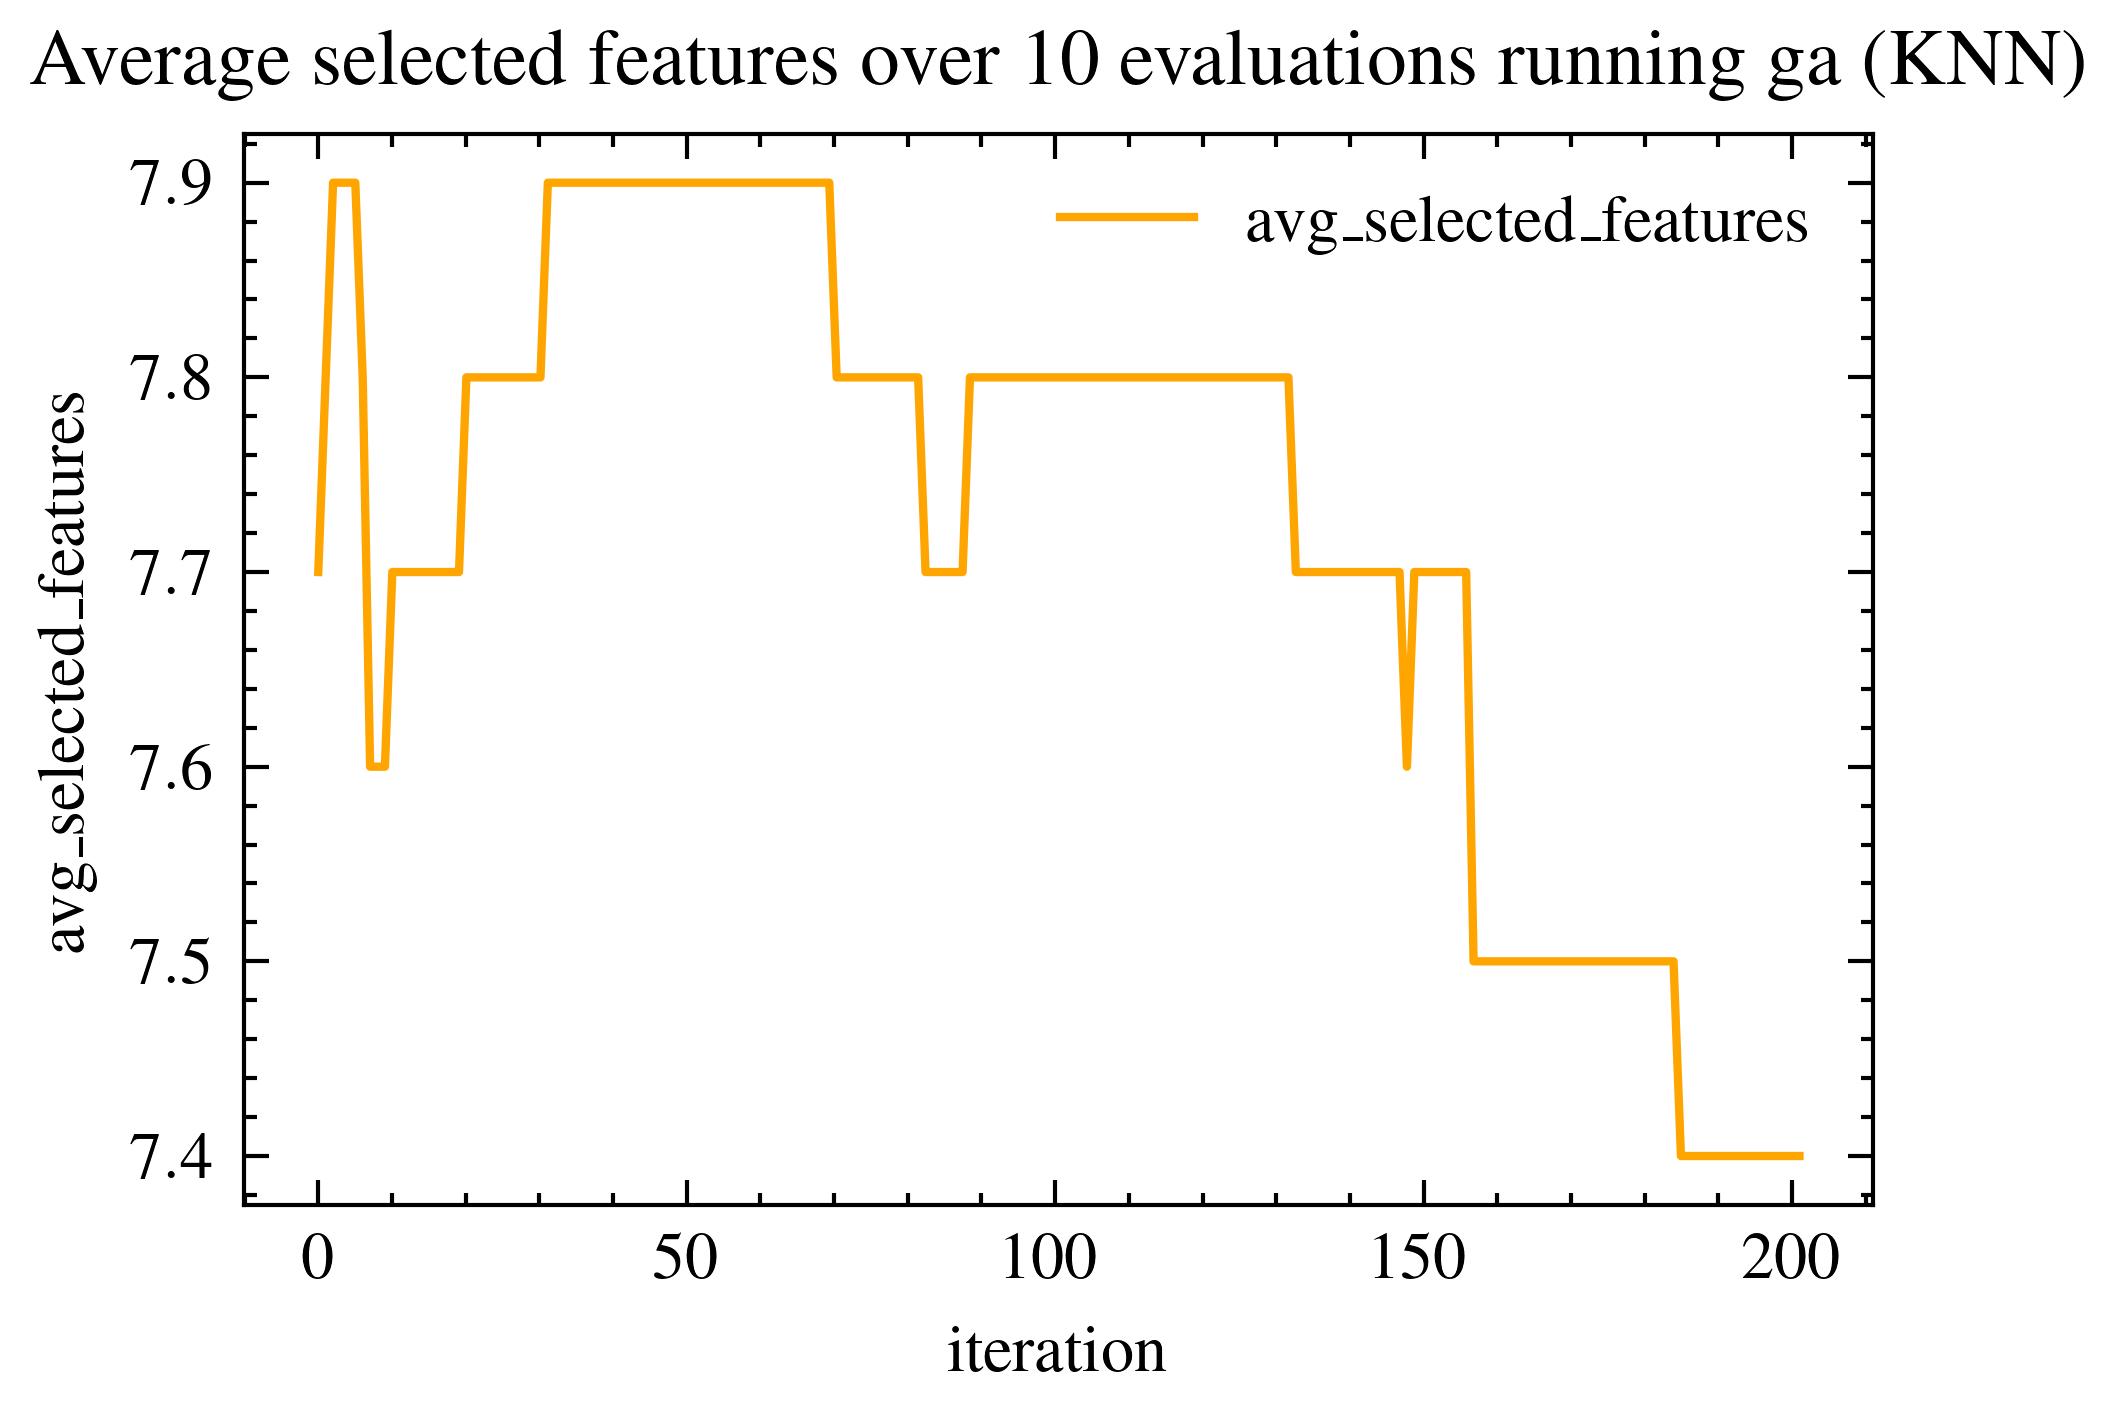 Average selected features over 10 evaluations running ga (KNN)
avg_selected_features
7.9
7.8
7.7
7.6
7.5
7.4
avg_selected_features
0 50 100 150 200
iteration